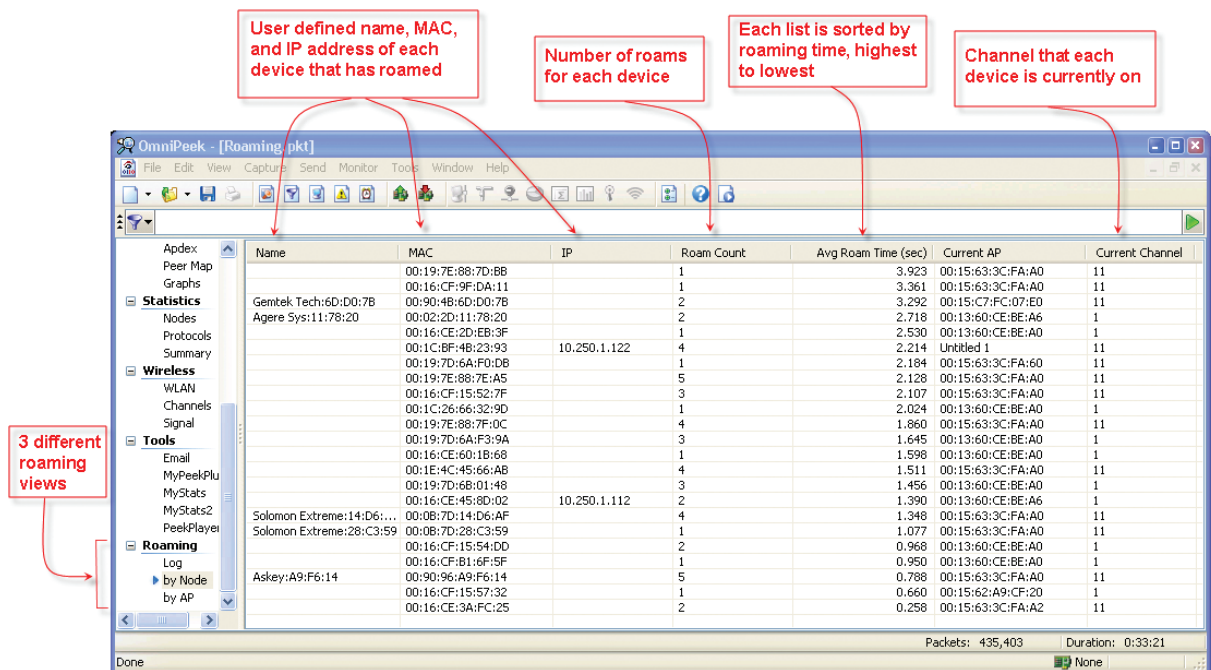 User defined name, MAC,
and IP address of each
device that has roamed
Number of roams
for each device
Each list is sorted by
roaming time, highest
to lowest
Channel that each
device is currently on
OmniPeek - [Roaming.pkt]
File Edit View Capture Send Monitor Tools Window Help
Apdex
Peer Map
Graphs
Statistics
Nodes
Protocols
Summary
Wireless
WLAN
Channels
Signal
Tools
Email
MyPeekPlu
MyStats
MyStats2
PeekPlayer
Roaming
Log
by Node
by AP
3 different
roaming
views
Name MAC IP Roam Count Avg Roam Time (sec) Current AP Current Channel
00:19:7E:88:7D:BB 1 3.923 00:15:63:3C:FA:A0 11
00:16:CF:9F:DA:11 1 3.361 00:15:63:3C:FA:A0 11
Gemtek Tech:6D:D0:7B 00:90:4B:6D:D0:7B 2 3.292 00:15:C7:FC:07:E0 11
Agere Sys:11:78:20 00:02:2D:11:78:20 2 2.718 00:13:60:CE:BE:A6 1
00:16:CE:2D:EB:3F 1 2.530 00:13:60:CE:BE:A0 1
00:1C:BF:4B:23:93 10.250.1.122 4 2.214 Untitled 1 11
00:19:7D:6A:F0:DB 1 2.184 00:15:63:3C:FA:60 11
00:19:7E:88:7E:A5 5 2.128 00:15:63:3C:FA:A0 11
00:16:CF:15:52:7F 3 2.107 00:15:63:3C:FA:A0 11
00:1C:26:66:32:9D 1 2.024 00:13:60:CE:BE:A0 1
00:19:7E:88:7F:0C 4 1.860 00:15:63:3C:FA:A0 11
00:19:7D:6A:F3:9A 3 1.645 00:13:60:CE:BE:A0 1
00:16:CE:60:1B:68 1 1.598 00:13:60:CE:BE:A0 1
00:1E:4C:45:66:AB 4 1.511 00:15:63:3C:FA:A0 11
00:19:7D:6B:01:48 3 1.456 00:13:60:CE:BE:A0 1
00:16:CE:45:8D:02 10.250.1.112 2 1.390 00:13:60:CE:BE:A6 1
Solomon Extreme:14:D6:... 00:0B:7D:14:D6:AF 4 1.348 00:15:63:3C:FA:A0 11
Solomon Extreme:28:C3:59 00:0B:7D:28:C3:59 1 1.077 00:15:63:3C:FA:A0 11
00:16:CF:15:54:DD 2 0.968 00:13:60:CE:BE:A0 1
00:16:CF:B1:6F:5F 1 0.950 00:13:60:CE:BE:A0 1
Askey:A9:F6:14 00:90:96:A9:F6:14 5 0.788 00:15:63:3C:FA:A0 11
00:16:CF:15:57:32 1 0.660 00:15:62:A9:CF:20 1
00:16:CE:3A:FC:25 2 0.258 00:15:63:3C:FA:A2 11
Packets: 435,403 Duration: 0:33:21
Done None